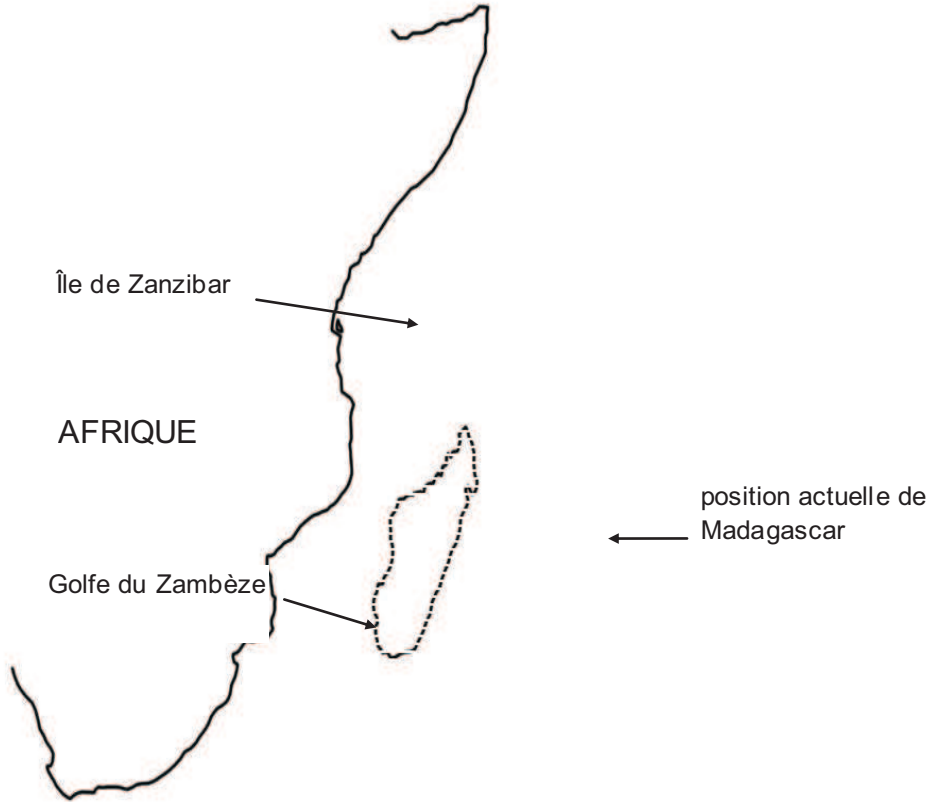 Île de Zanzibar
AFRIQUE
position actuelle de
Madagascar
Golfe du Zambèze